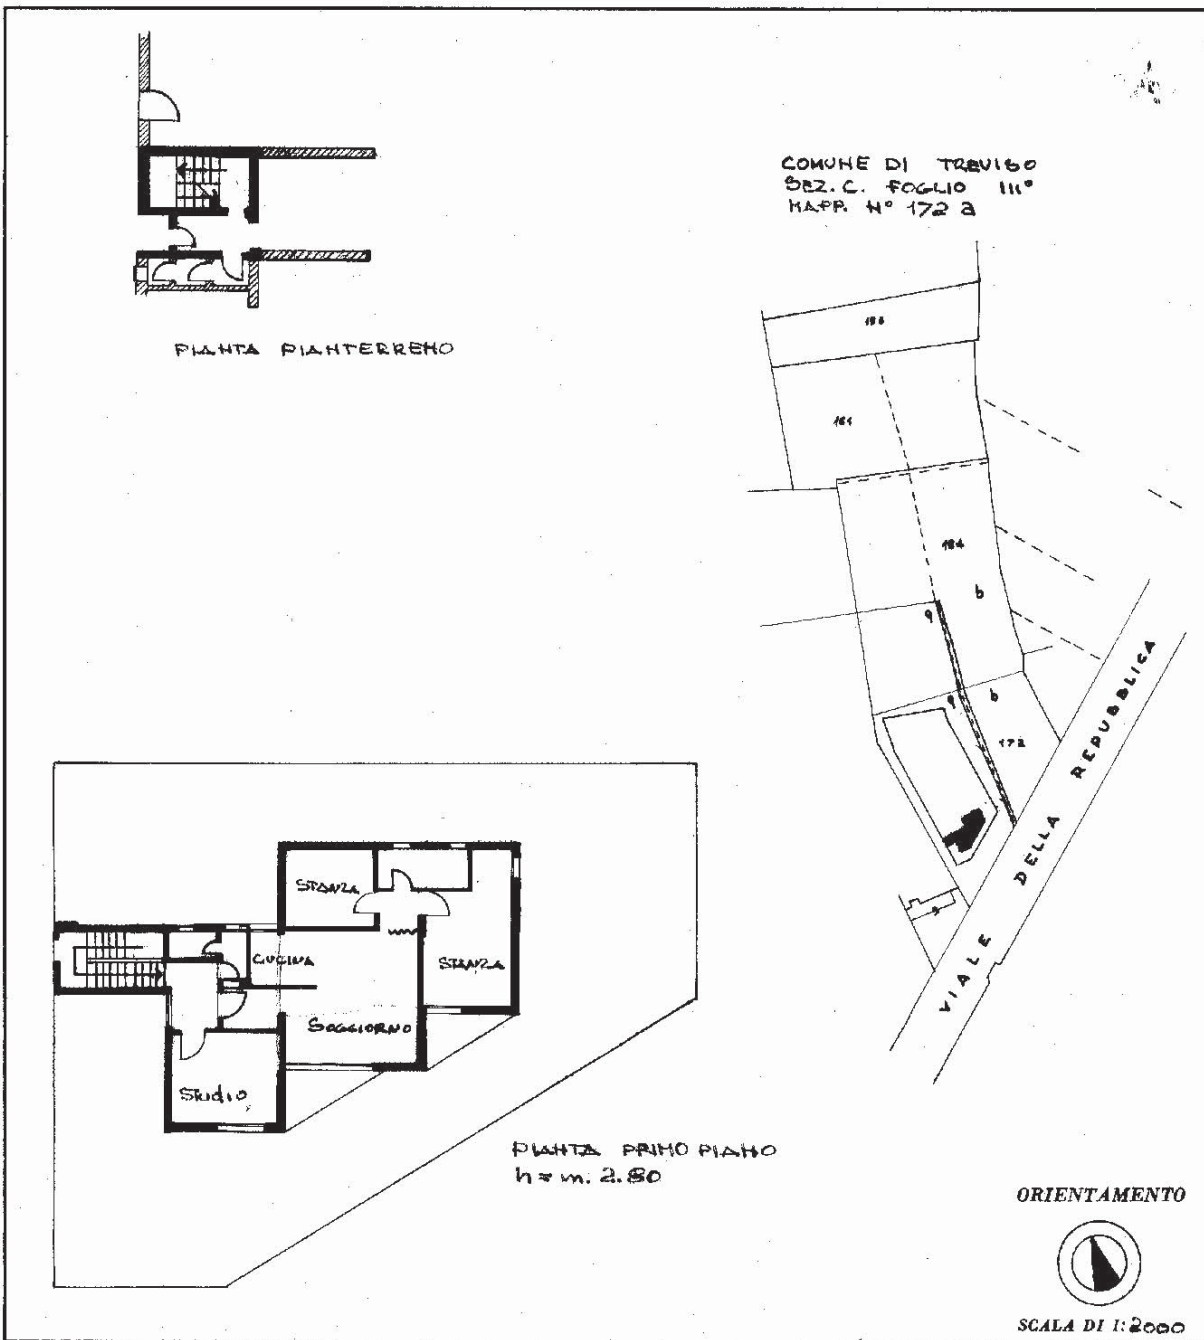 COMUNE DI TREVISO
SEZ. C. FOGLIO III°
MAPP. N° 172 a
PIANTA PIANTERRENO
184
b
b
172
VIALE DELLA REPUBBLICA
STANZA
CUCINA
STANZA
SOGGIORNO
Studio
PIANTA PRIMO PIANO
h = m. 2.80
ORIENTAMENTO
SCALA DI 1:2000